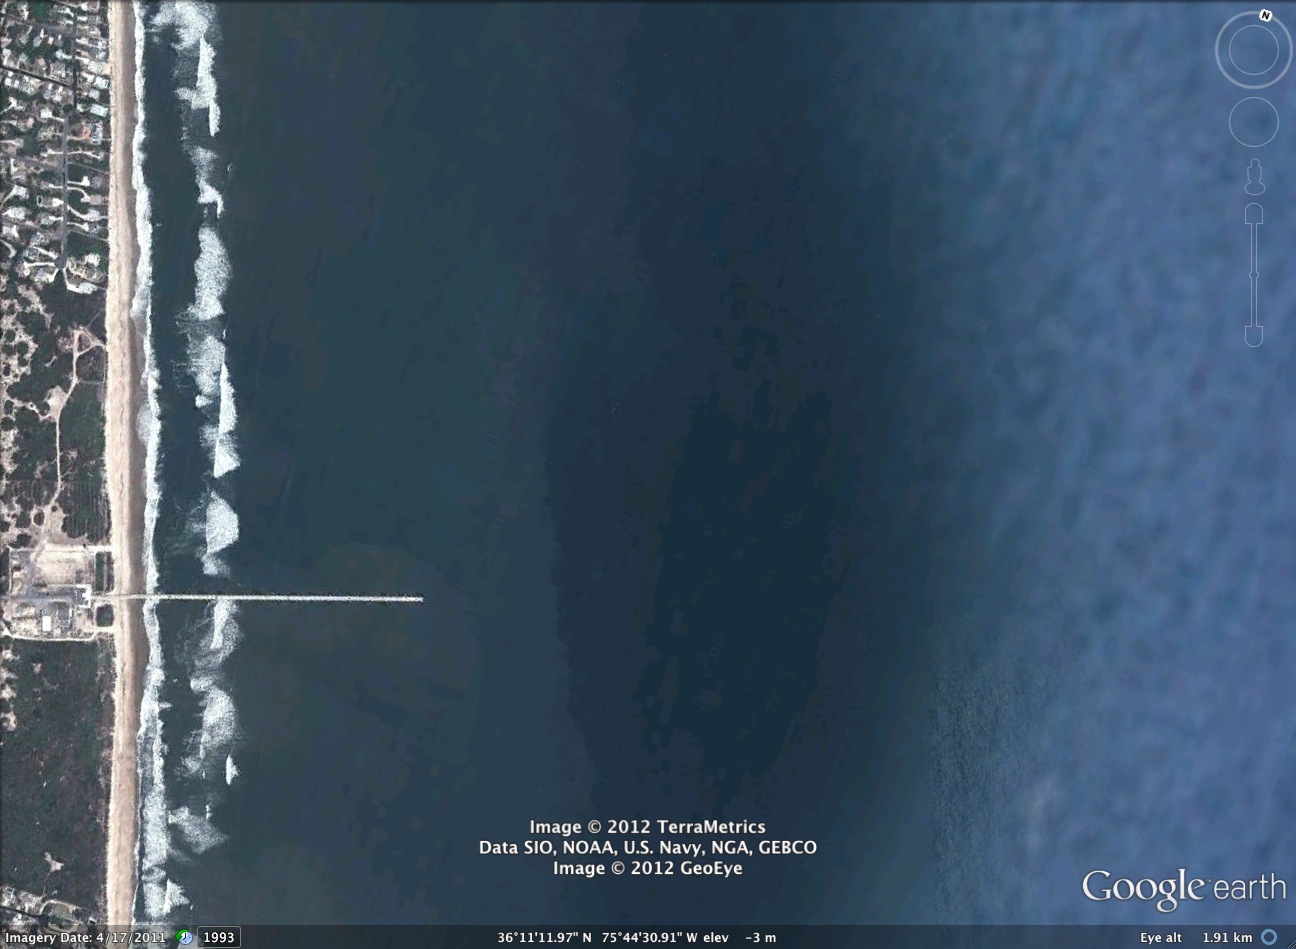 N
Image © 2012 TerraMetrics
Data SIO, NOAA, U.S. Navy, NGA, GEBCO
Image © 2012 GeoEye
Google earth
Imagery Date: 4/17/2011 1993 36°11'11.97" N 75°44'30.91" W elev -3 m Eye alt 1.91 km